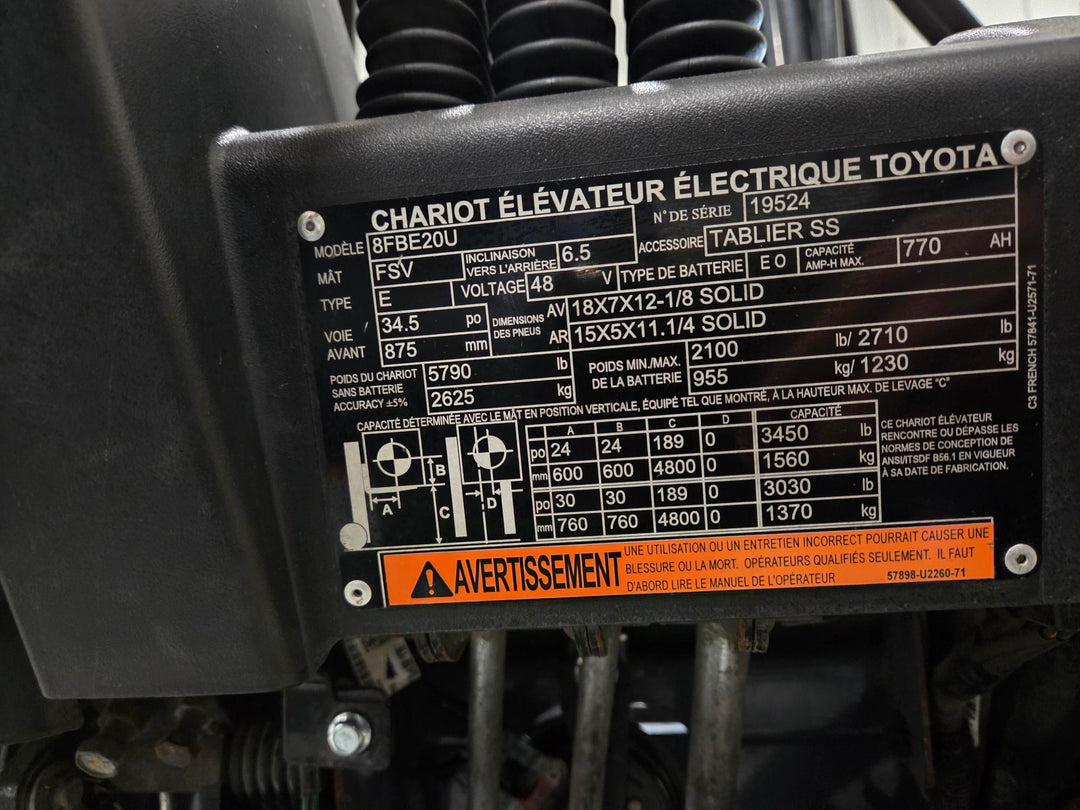 CHARIOT ÉLÉVATEUR ÉLECTRIQUE TOYOTA
MODÈLE 8FBE20U N° DE SÉRIE 19524
MÂT FSV INCLINAISON VERS L'ARRIÈRE 6.5 ACCESSOIRE TABLIER SS
TYPE E VOLTAGE 48 V TYPE DE BATTERIE E O CAPACITÉ AMP-H MAX. 770 AH
VOIE AVANT 34.5 po DIMENSIONS DES PNEUS AV 18X7X12-1/8 SOLID
875 mm AR 15X5X11.1/4 SOLID
POIDS DU CHARIOT SANS BATTERIE ACCURACY ±5% 5790 lb POIDS MIN./MAX. DE LA BATTERIE 2100 lb/ 2710 lb
2625 kg 955 kg/ 1230 kg
CAPACITÉ DÉTERMINÉE AVEC LE MÂT EN POSITION VERTICALE, ÉQUIPÉ TEL QUE MONTRÉ, À LA HAUTEUR MAX. DE LEVAGE "C"
A B C D
A B C D CAPACITÉ
po 24 24 189 0 3450 lb
mm 600 600 4800 0 1560 kg
po 30 30 189 0 3030 lb
mm 760 760 4800 0 1370 kg
CE CHARIOT ÉLÉVATEUR
RENCONTRE OU DÉPASSE LES
NORMES DE CONCEPTION DE
ANSI/ITSDF B56.1 EN VIGUEUR
À SA DATE DE FABRICATION.
C3 FRENCH 57841-U2571-71
AVERTISSEMENT
UNE UTILISATION OU UN ENTRETIEN INCORRECT POURRAIT CAUSER UNE
BLESSURE OU LA MORT. OPÉRATEURS QUALIFIÉS SEULEMENT. IL FAUT
D'ABORD LIRE LE MANUEL DE L'OPÉRATEUR 57898-U2260-71